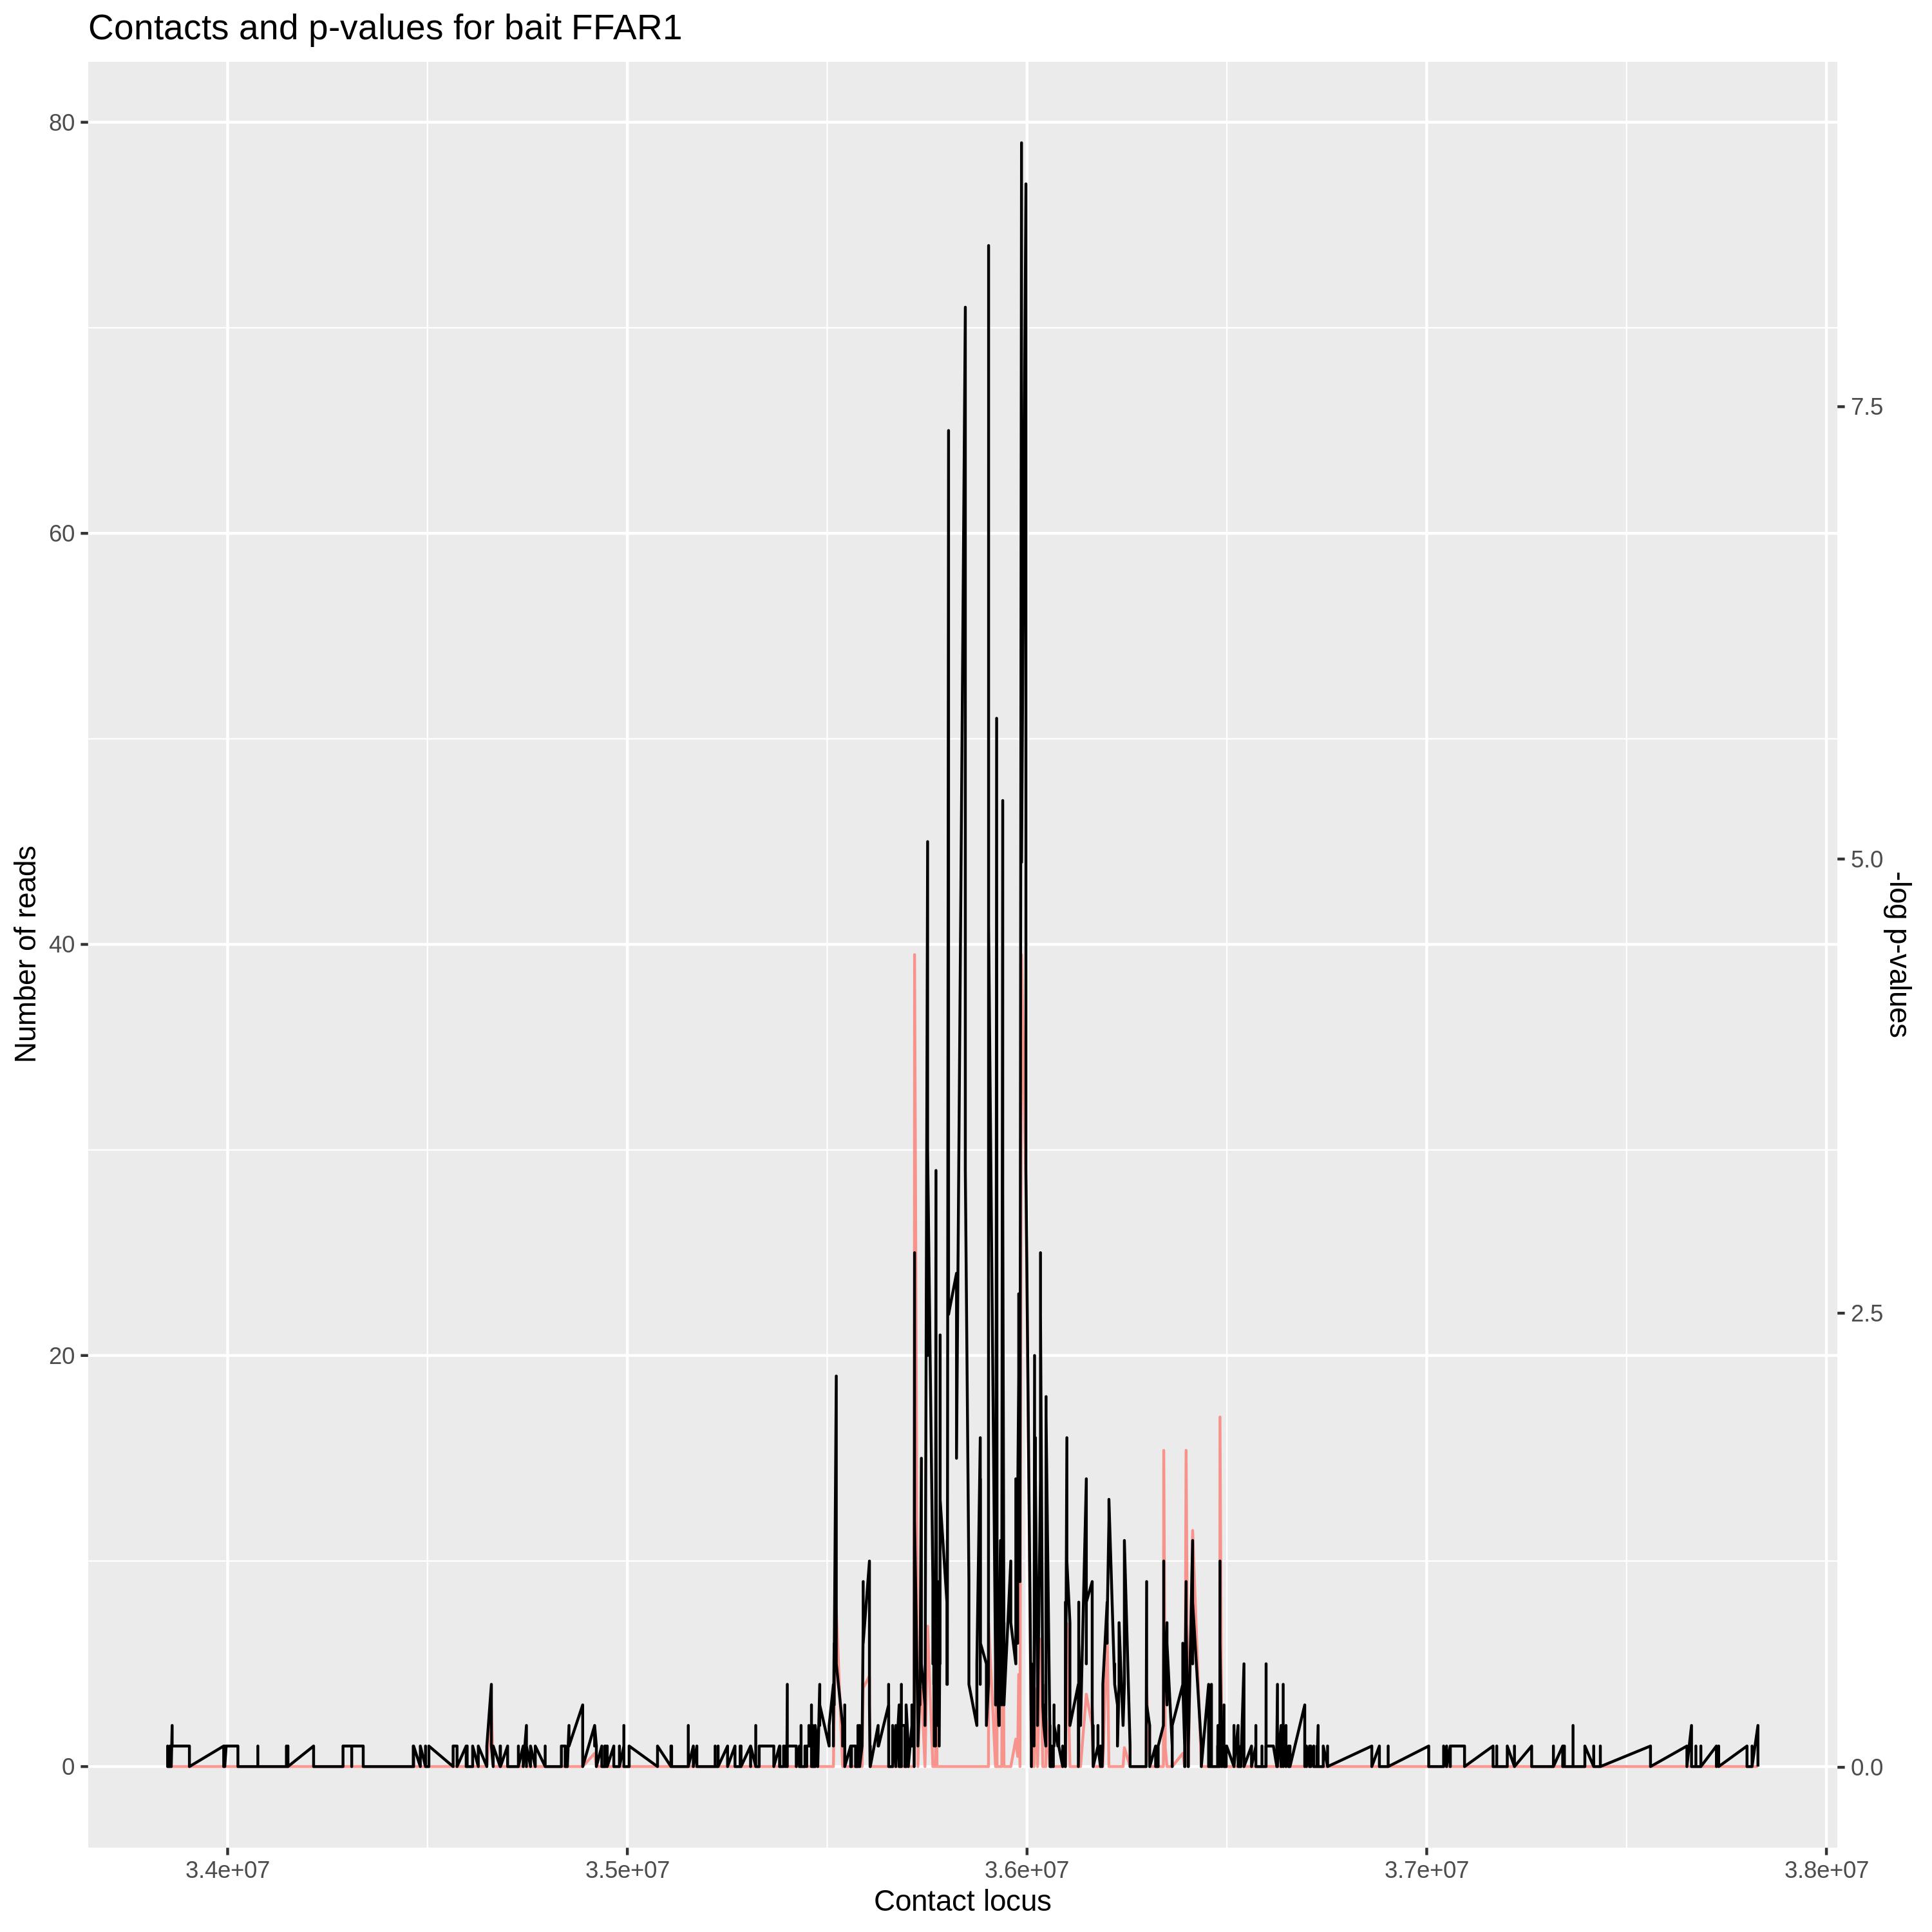 Contacts and p-values for bait FFAR1
80
60
40
20
0
Number of reads
7.5
5.0
2.5
0.0
-log p-values
3.4e+07 3.5e+07 3.6e+07 3.7e+07 3.8e+07
Contact locus